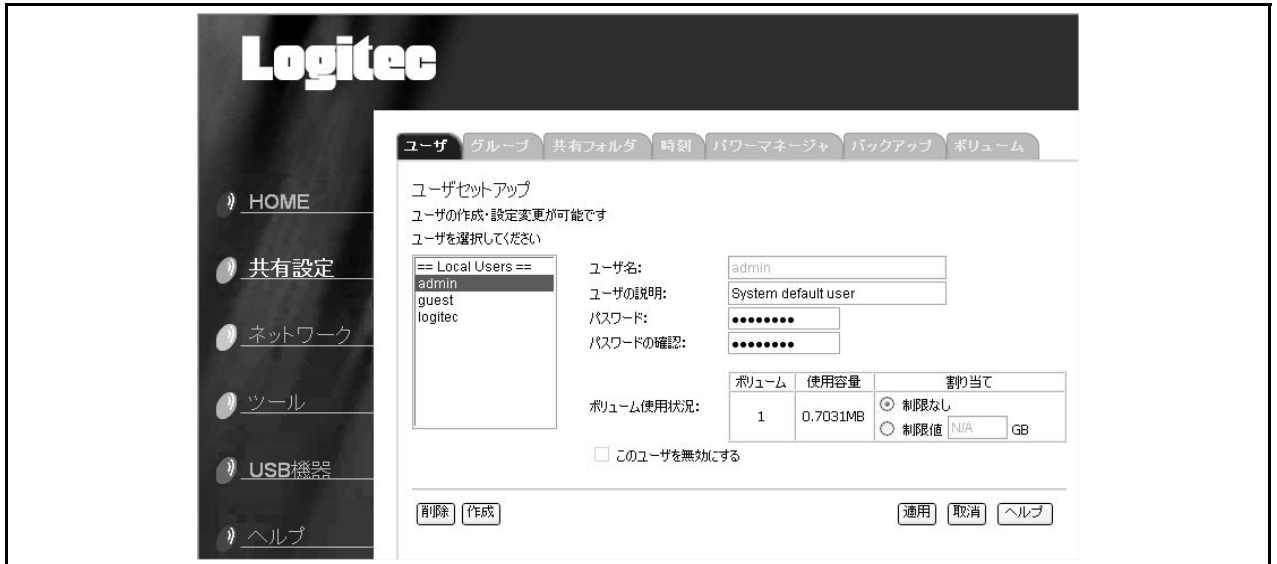 Logitec
ユーザ グループ 共有フォルダ 時刻 パワーマネージャ バックアップ ボリューム
HOME
共有設定
ネットワーク
ツール
USB機器
ヘルプ
ユーザセットアップ
ユーザの作成・設定変更が可能です
ユーザを選択してください
== Local Users ==
admin
guest
logitec
ユーザ名: admin
ユーザの説明: System default user
パスワード: ●●●●●●●●
パスワードの確認: ●●●●●●●●
ボリューム使用状況:
ボリューム 使用容量 割り当て
1 0.7031MB 制限なし
制限値 N/A GB
このユーザを無効にする
削除 作成 適用 取消 ヘルプ